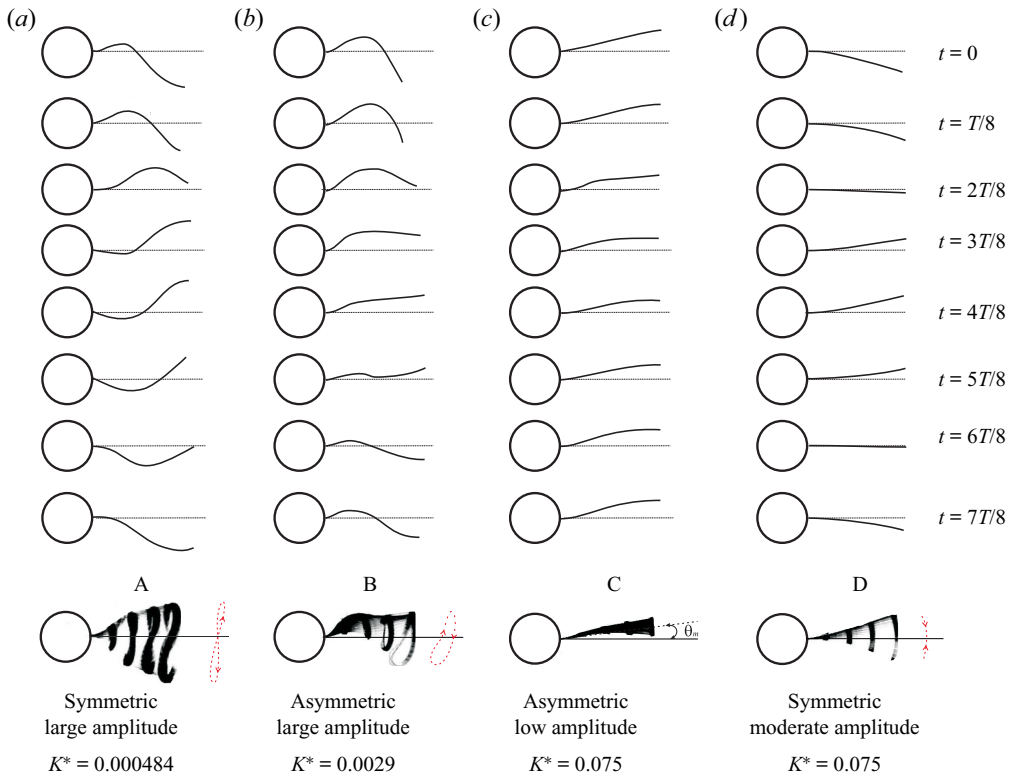 (a) (b) (c) (d)
t = 0
t = T/8
t = 2T/8
t = 3T/8
t = 4T/8
t = 5T/8
t = 6T/8
t = 7T/8
A B C D
θm
Symmetric
large amplitude
Asymmetric
large amplitude
Asymmetric
low amplitude
Symmetric
moderate amplitude
K* = 0.000484 K* = 0.0029 K* = 0.075 K* = 0.075